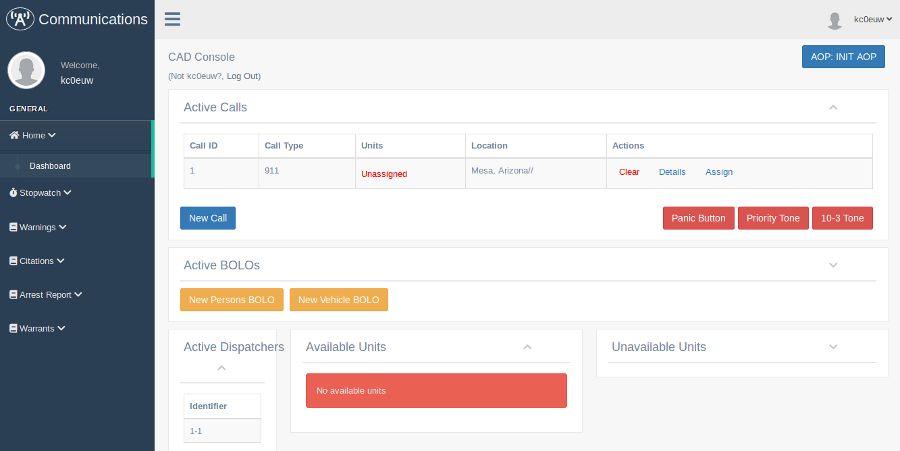 Communications
kc0euw
Welcome,
kc0euw
GENERAL
Home
Dashboard
Stopwatch
Warnings
Citations
Arrest Report
Warrants
CAD Console
AOP: INIT AOP
(Not kc0euw?, Log Out)
Active Calls
Call ID Call Type Units Location Actions
1 911 Unassigned Mesa, Arizona// Clear Details Assign
New Call Panic Button Priority Tone 10-3 Tone
Active BOLOs
New Persons BOLO New Vehicle BOLO
Active Dispatchers
Identifier
1-1
Available Units
No available units
Unavailable Units